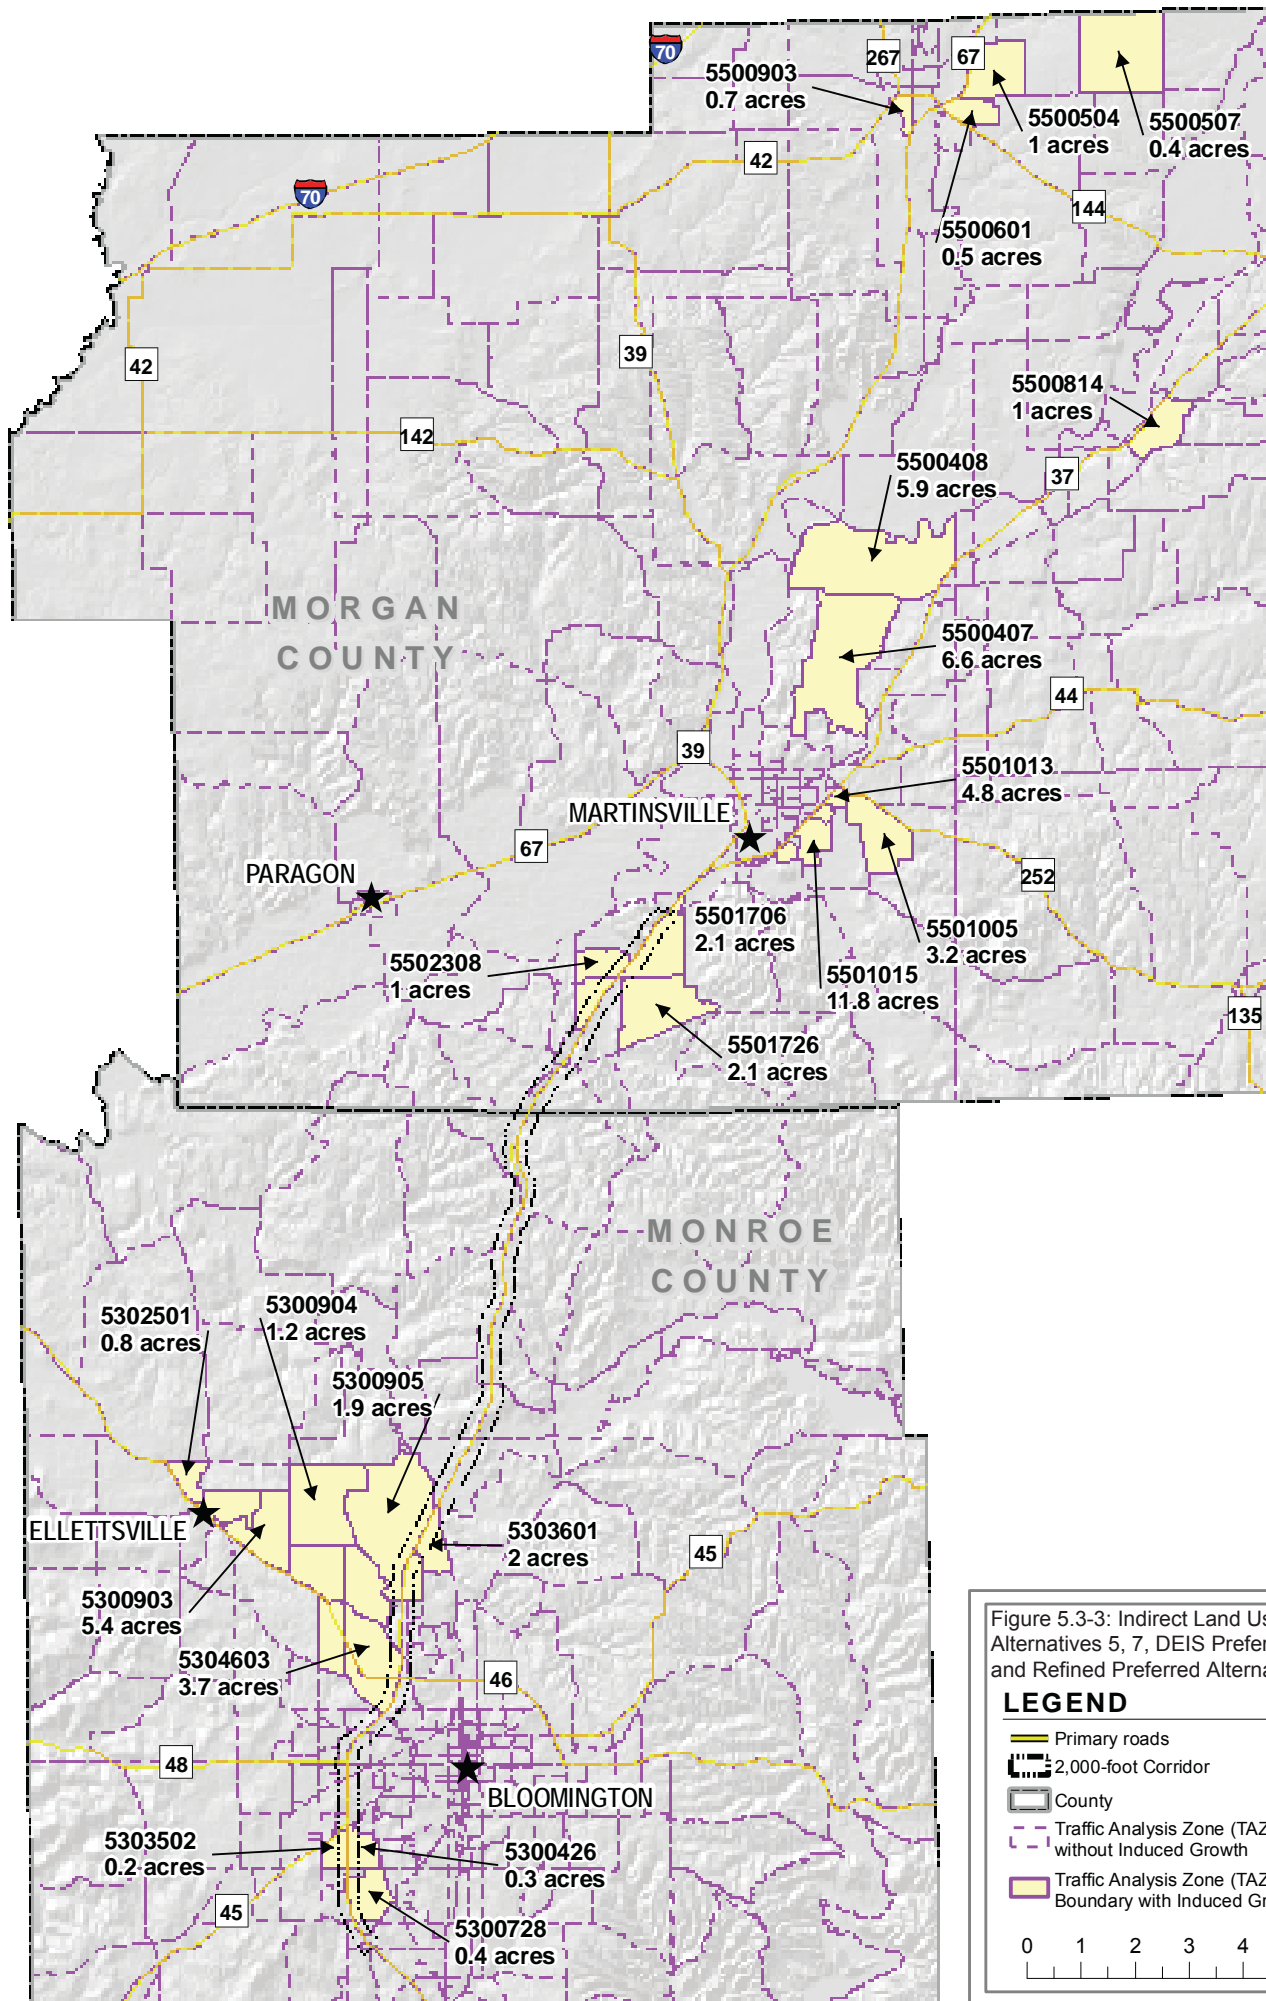 70
267
67
5500903
0.7 acres
5500504
1 acres
5500507
0.4 acres
42
70
144
5500601
0.5 acres
42
39
5500814
1 acres
142
5500408
5.9 acres
37
MORGAN
COUNTY
5500407
6.6 acres
44
39
5501013
4.8 acres
MARTINSVILLE
67
PARAGON
252
5501706
2.1 acres
5501005
3.2 acres
5502308
1 acres
5501015
11.8 acres
135
5501726
2.1 acres
MONROE
COUNTY
5302501
0.8 acres
5300904
1.2 acres
5300905
1.9 acres
ELLETTSVILLE
5303601
2 acres
45
5300903
5.4 acres
5304603
3.7 acres
46
48
BLOOMINGTON
5303502
0.2 acres
5300426
0.3 acres
45
5300728
0.4 acres
Figure 5.3-3: Indirect Land
Alternatives 5, 7, DEIS
and Refined Preferred
LEGEND
Primary roads
2,000-foot Corridor
County
Traffic Analysis Zone (TAZ
without Induced Growth
Traffic Analysis Zone (TAZ
Boundary with Induced
0 1 2 3 4